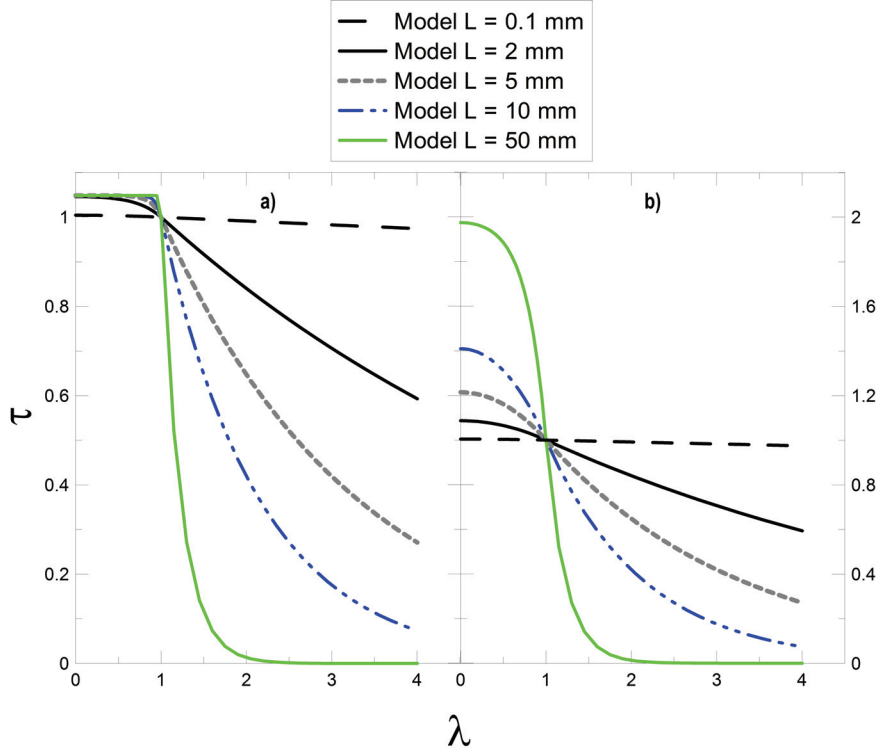 Model L = 0.1 mm
Model L = 2 mm
Model L = 5 mm
Model L = 10 mm
Model L = 50 mm
a)
b)
1
0.8
0.6
0.4
0.2
0
2
1.6
1.2
0.8
0.4
0
τ
0 1 2 3 4
0 1 2 3 4
λ